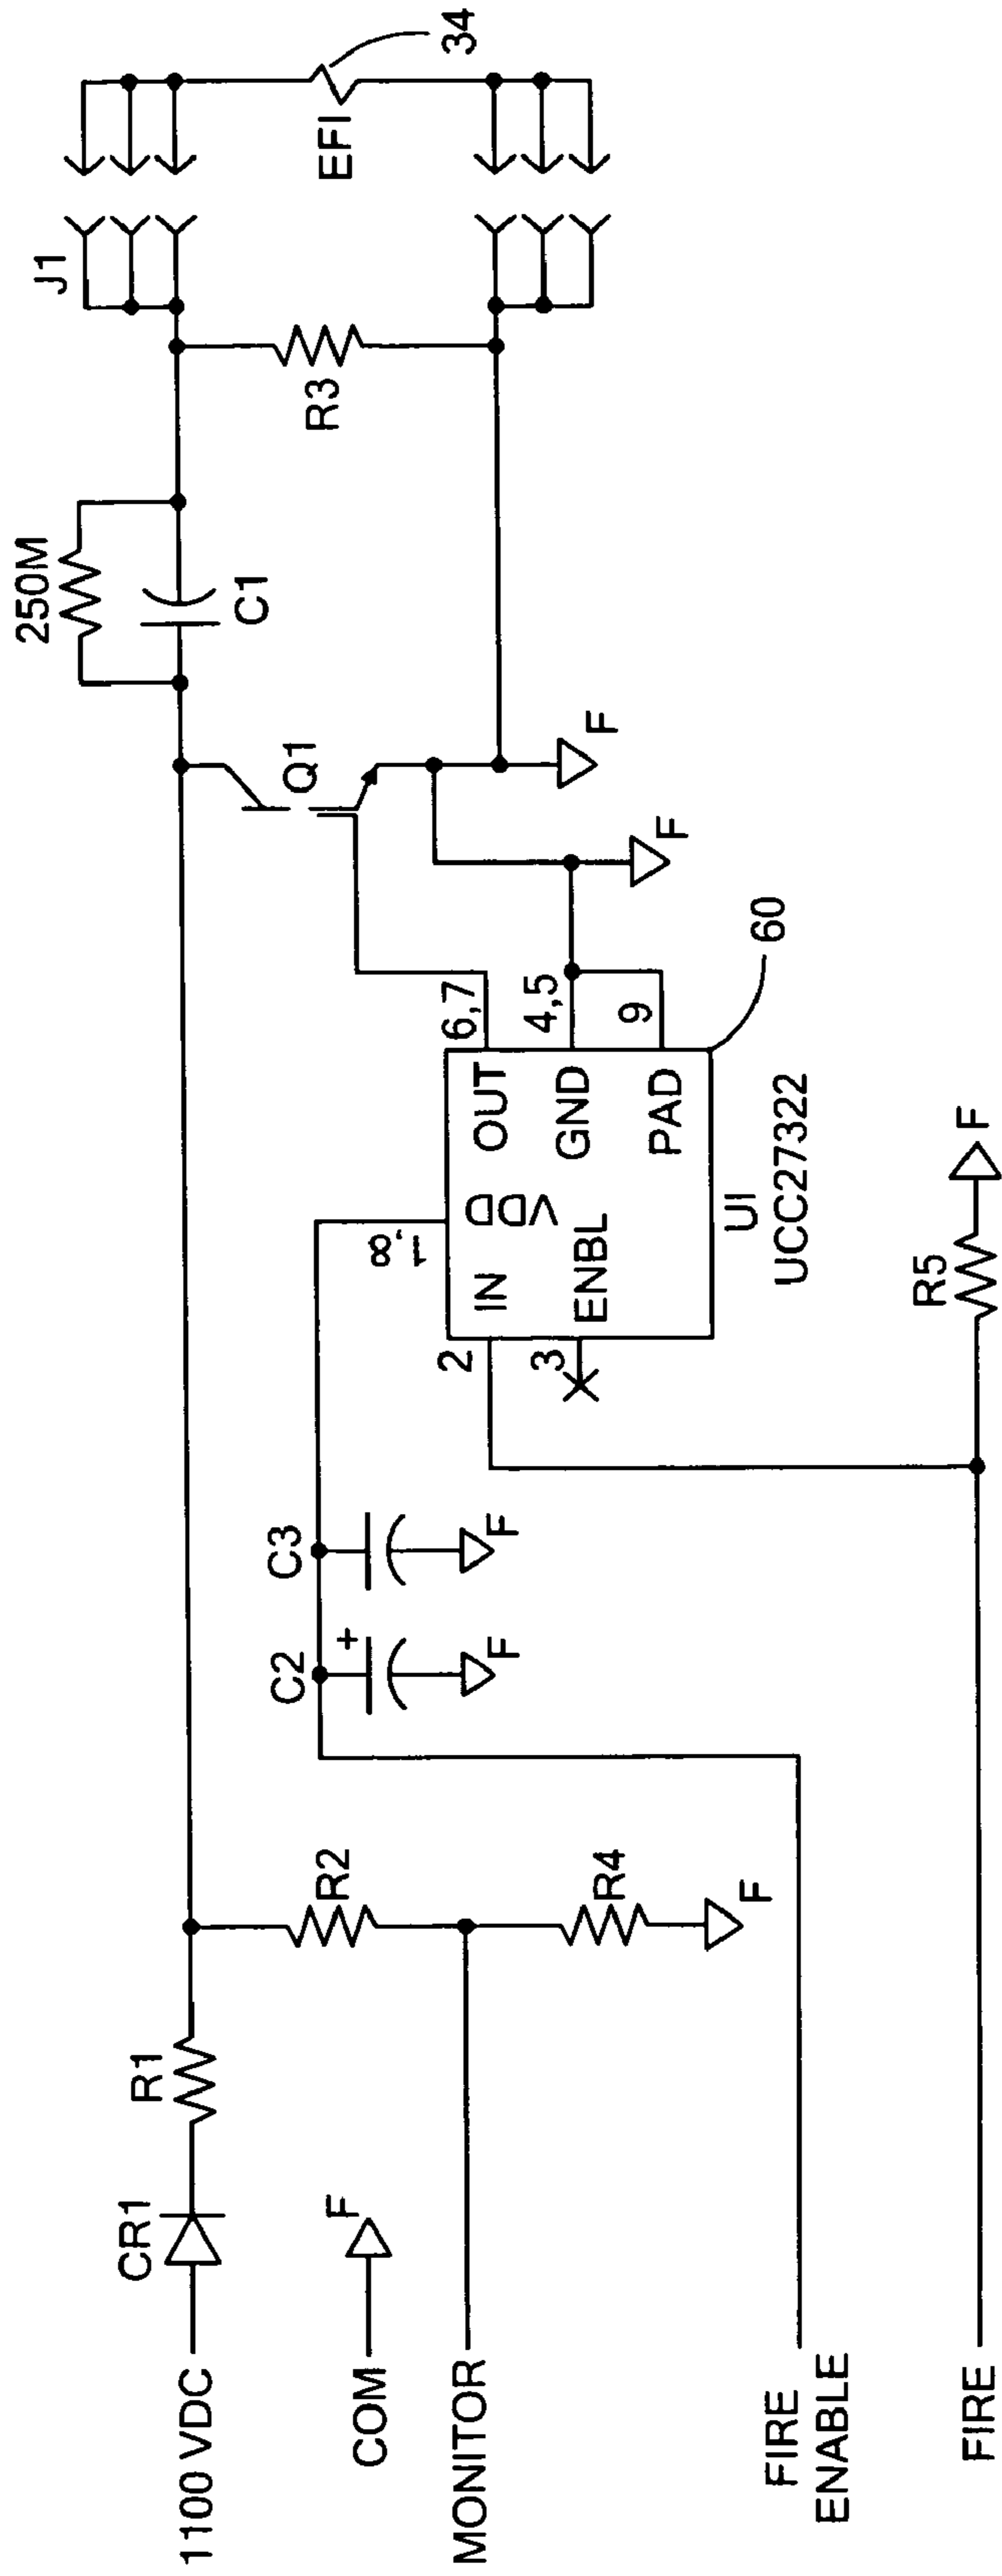 1100 VDC
CR1
R1
COM
F
MONITOR
FIRE
ENABLE
FIRE
R2
R4
F
C2
+
F
C3
F
1,8
VDD
2
IN
3
ENBL
OUT
6,7
GND
4,5
PAD
9
UI
UCC27322
60
R5
F
Q1
F
F
250M
C1
R3
J1
EFI
34